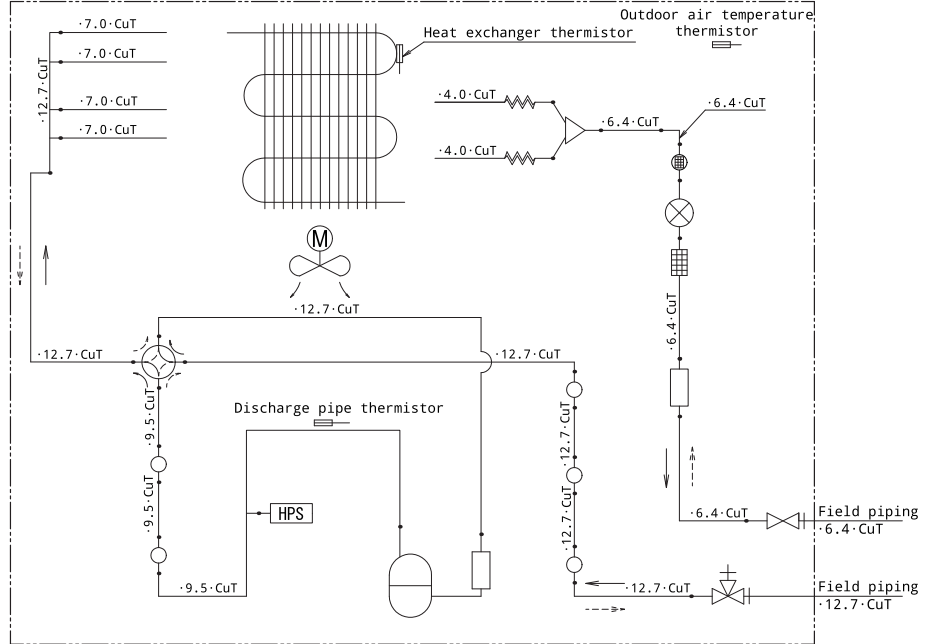 ·7.0·CuT
·7.0·CuT
·7.0·CuT
·7.0·CuT
·12.7·CuT
Heat exchanger thermistor
Outdoor air temperature
thermistor
·4.0·CuT
·4.0·CuT
·6.4·CuT
·6.4·CuT
M
·12.7·CuT
·6.4·CuT
·12.7·CuT
·12.7·CuT
·9.5·CuT
·9.5·CuT
Discharge pipe thermistor
·12.7·CuT
·12.7·CuT
HPS
·9.5·CuT
·6.4·CuT
Field piping
·6.4·CuT
·12.7·CuT
Field piping
·12.7·CuT